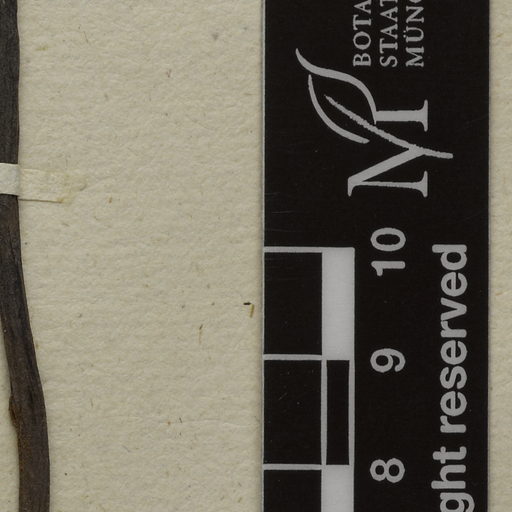 BOTA
STAAT
MÜNC
M
10
9
8
ght reserved